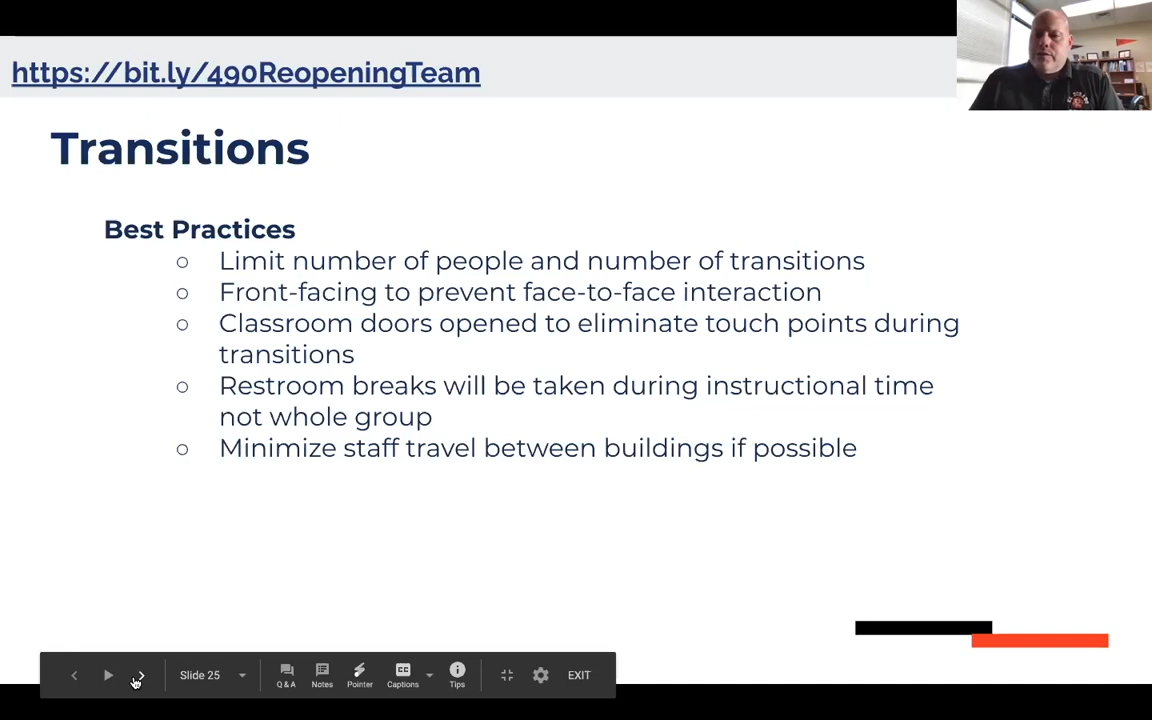 https://bit.ly/490ReopeningTeam
Transitions
Best Practices
○ Limit number of people and number of transitions
○ Front-facing to prevent face-to-face interaction
○ Classroom doors opened to eliminate touch points during
transitions
○ Restroom breaks will be taken during instructional time
not whole group
○ Minimize staff travel between buildings if possible
Slide 25 Q & A Notes Pointer CC Captions Tips EXIT